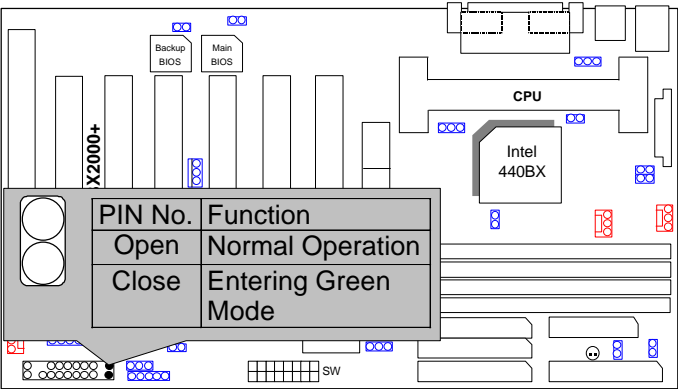 Backup
BIOS
Main
BIOS
CPU
Intel
440BX
X2000+
PIN No. Function
Open Normal Operation
Close Entering Green
Mode
SW